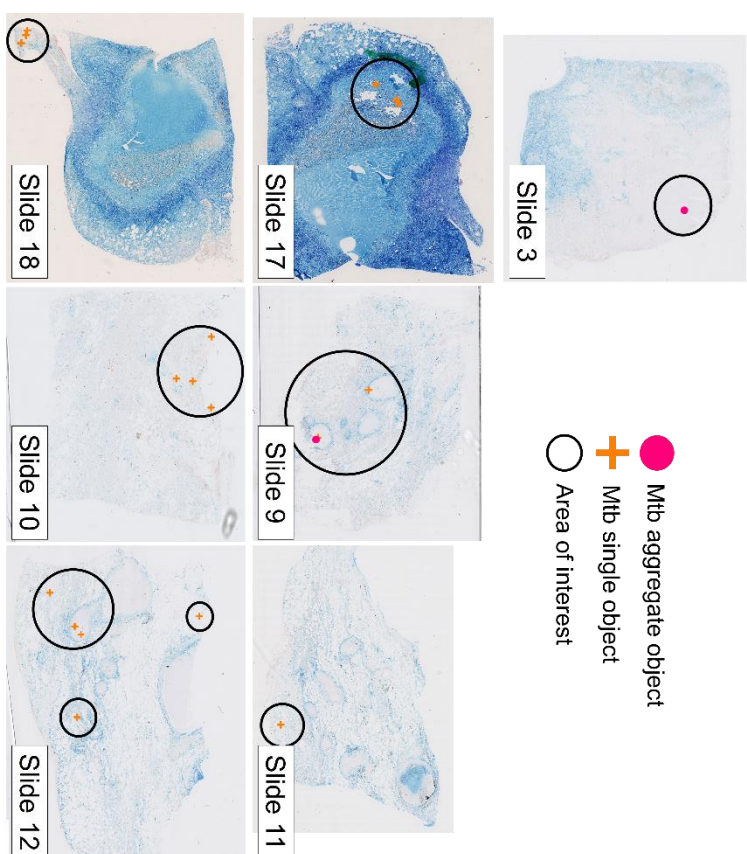 Slide 3
Mtb aggregate object
Mtb single object
Area of interest
Slide 17
Slide 9
Slide 11
Slide 18
Slide 10
Slide 12